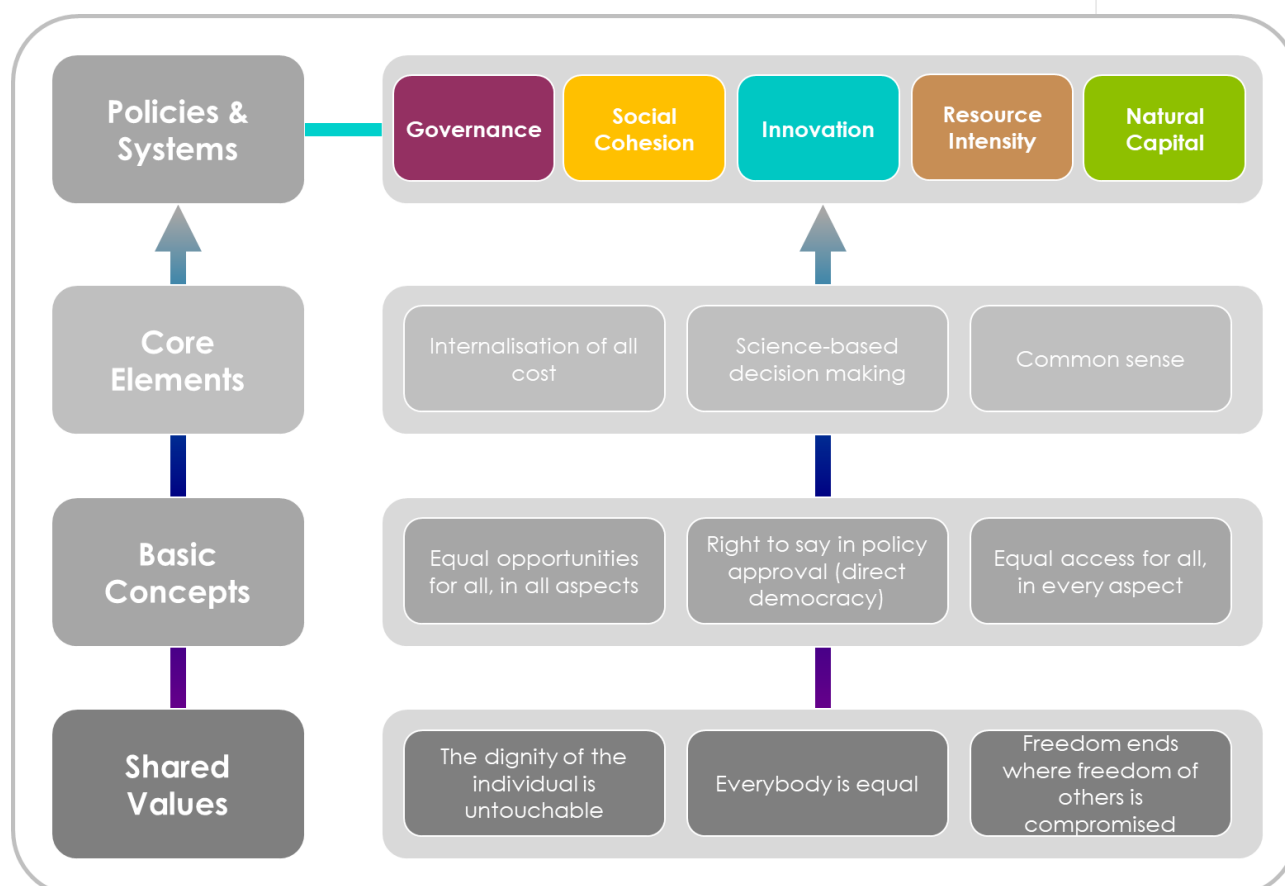 Policies &
Systems
Governance
Social
Cohesion
Innovation
Resource
Intensity
Natural
Capital
Core
Elements
Internalisation of all
cost
Science-based
decision making
Common sense
Basic
Concepts
Equal opportunities
for all, in all aspects
Right to say in policy
approval (direct
democracy)
Equal access for all,
in every aspect
Shared
Values
The dignity of the
individual is
untouchable
Everybody is equal
Freedom ends
where freedom of
others is
compromised